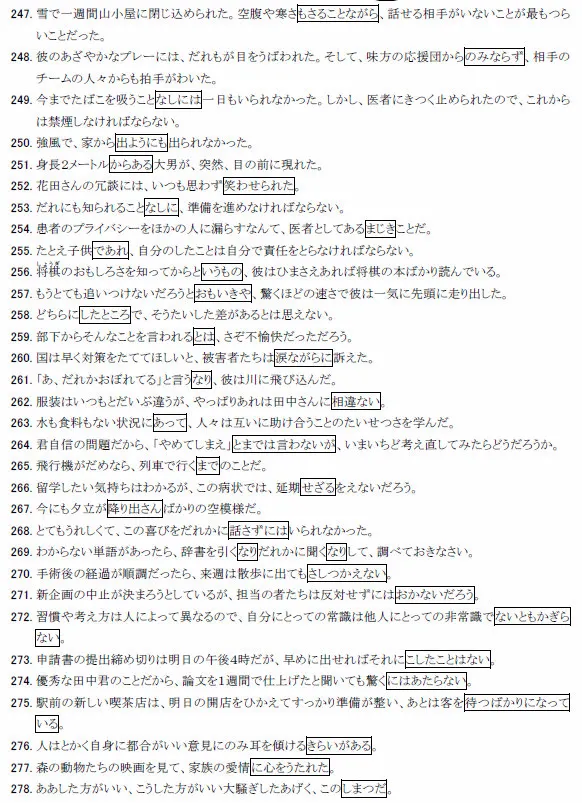 247. 雪で一週間山小屋に閉じ込められた。空腹や寒さもさることながら、話せる相手がいないことが最もつら
いことだった。
248. 彼のあざやかなプレーには、だれもが目をうばわれた。そして、味方の応援団からのみならず、相手の
チームの人々からも拍手がわいた。
249. 今までたばこを吸うことなしには一日もいられなかった。しかし、医者にきつく止められたので、これから
は禁煙しなければならない。
250. 強風で、家から出ようにも出られなかった。
251. 身長2メートルからある大男が、突然、目の前に現れた。
252. 花田さんの冗談には、いつも思わず笑わせられた。
253. だれにも知られることなしに、準備を進めなければならない。
254. 患者のプライバシーをほかの人に漏らすなんて、医者としてあるまじきことだ。
255. たとえ子供であれ、自分のしたことは自分で責任をとらなければならない。
256. 将棋のおもしろさを知ってからというもの、彼はひまさえあれば将棋の本ばかり読んでいる。
257. もうとても追いつけないだろうとおもいきや、驚くほどの速さで彼は一気に先頭に走り出した。
258. どちらにしたところで、そうたいした差があるとは思えない。
259. 部下からそんなことを言われるとは、さぞ不愉快だっただろう。
260. 国は早く対策をたててほしいと、被害者たちは涙ながらに訴えた。
261. 「あ、だれかおぼれてる」と言うなり、彼は川に飛び込んだ。
262. 服装はいつもとだいぶ違うが、やっぱりあれは田中さんに相違ない。
263. 水も食料もない状況にあって、人々は互いに助け合うことのたいせつさを学んだ。
264. 君自信の問題だから、「やめてしまえ」とまでは言わないが、いまいちど考え直してみたらどうだろうか。
265. 飛行機がだめなら、列車で行くまでのことだ。
266. 留学したい気持ちはわかるが、この病状では、延期せざるをえないだろう。
267. 今にも夕立が降り出さんばかりの空模様だ。
268. とてもうれしくて、この喜びをだれかに話さずにはいられなかった。
269. わからない単語があったら、辞書を引くなりだれかに聞くなりして、調べておきなさい。
270. 手術後の経過が順調だったら、来週は散歩に出てもさしつかえない。
271. 新企画の中止が決まろうとしているが、担当の者たちは反対せずにはおかないだろう。
272. 習慣や考え方は人によって異なるので、自分にとっての常識は他人にとっての非常識でないともかぎら
ない。
273. 申請書の提出締め切りは明日の午後4時だが、早めに出せればそれにこしたことはない。
274. 優秀な田中君のことだから、論文を1週間で仕上げたと聞いても驚くにはあたらない。
275. 駅前の新しい喫茶店は、明日の開店をひかえてすっかり準備が整い、あとは客を待つばかりになって
いる。
276. 人はとかく自身に都合がいい意見にのみ耳を傾けるきらいがある。
277. 森の動物たちの映画を見て、家族の愛情に心をうたれた。
278. ああした方がいい、こうした方がいい大騒ぎしたあげく、このしまつだ。